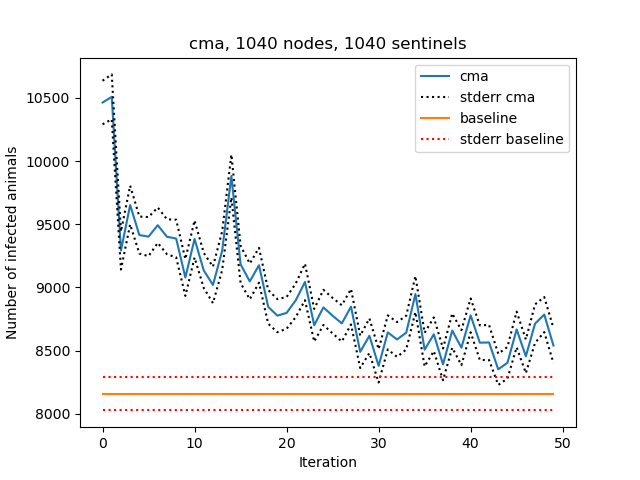 cma, 1040 nodes, 1040 sentinels
cma
stderr cma
baseline
stderr baseline
Number of infected animals
10500
10000
9500
9000
8500
8000
0 10 20 30 40 50
Iteration